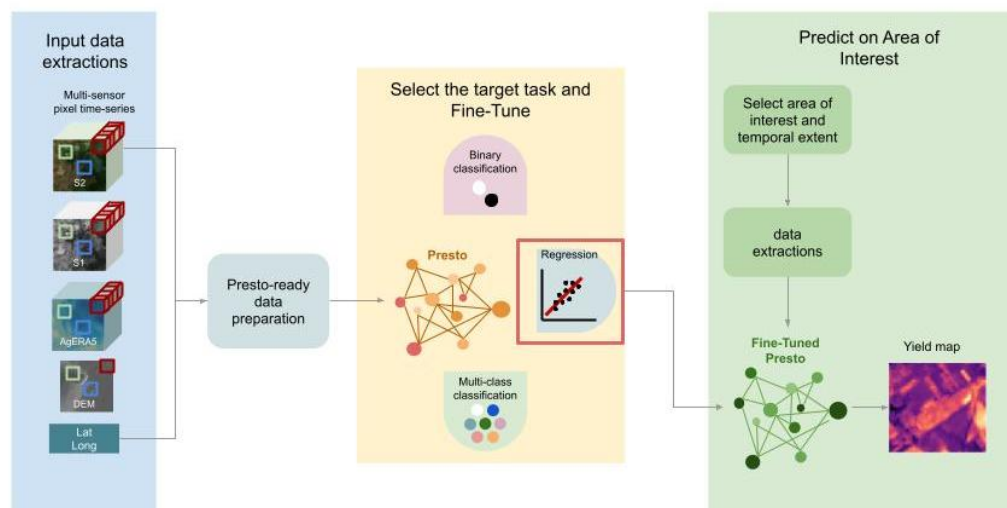 Input data
extractions
Multi-sensor
pixel time-series
S2
S1
AgERA5
DEM
Lat
Long
Presto-ready
data
preparation
Select the target task and
Fine-Tune
Binary
classification
Presto
Regression
Multi-class
classification
Predict on Area of
Interest
Select area of
interest and
temporal extent
data
extractions
Fine-Tuned
Presto
Yield map